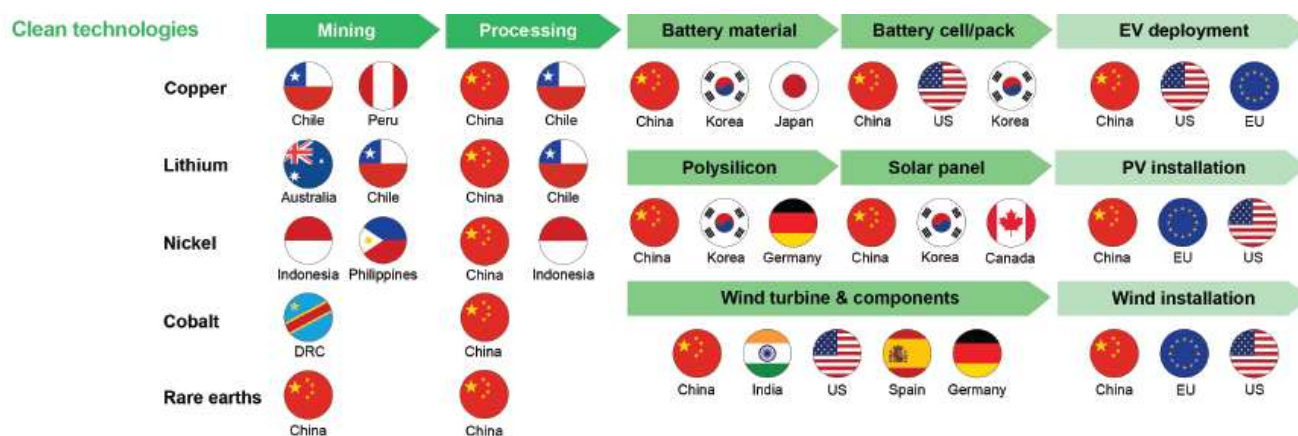 Clean technologies
Mining
Processing
Battery material
Battery cell/pack
EV deployment
Copper
Chile
Peru
China
Chile
China
Korea
Japan
China
US
Korea
China
US
EU
Lithium
Australia
Chile
China
Chile
Polysilicon
Solar panel
PV installation
Nickel
Indonesia
Philippines
China
Indonesia
China
Korea
Germany
China
Korea
Canada
China
EU
US
Wind turbine & components
Wind installation
Cobalt
DRC
China
China
India
US
Spain
Germany
China
EU
US
Rare earths
China
China